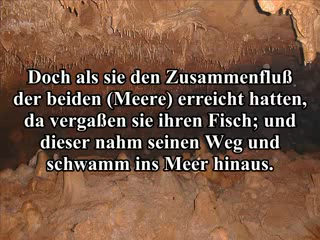 Doch als sie den Zusammenfluß
der beiden (Meere) erreicht hatten,
da vergaßen sie ihren Fisch; und
dieser nahm seinen Weg und
schwamm ins Meer hinaus.